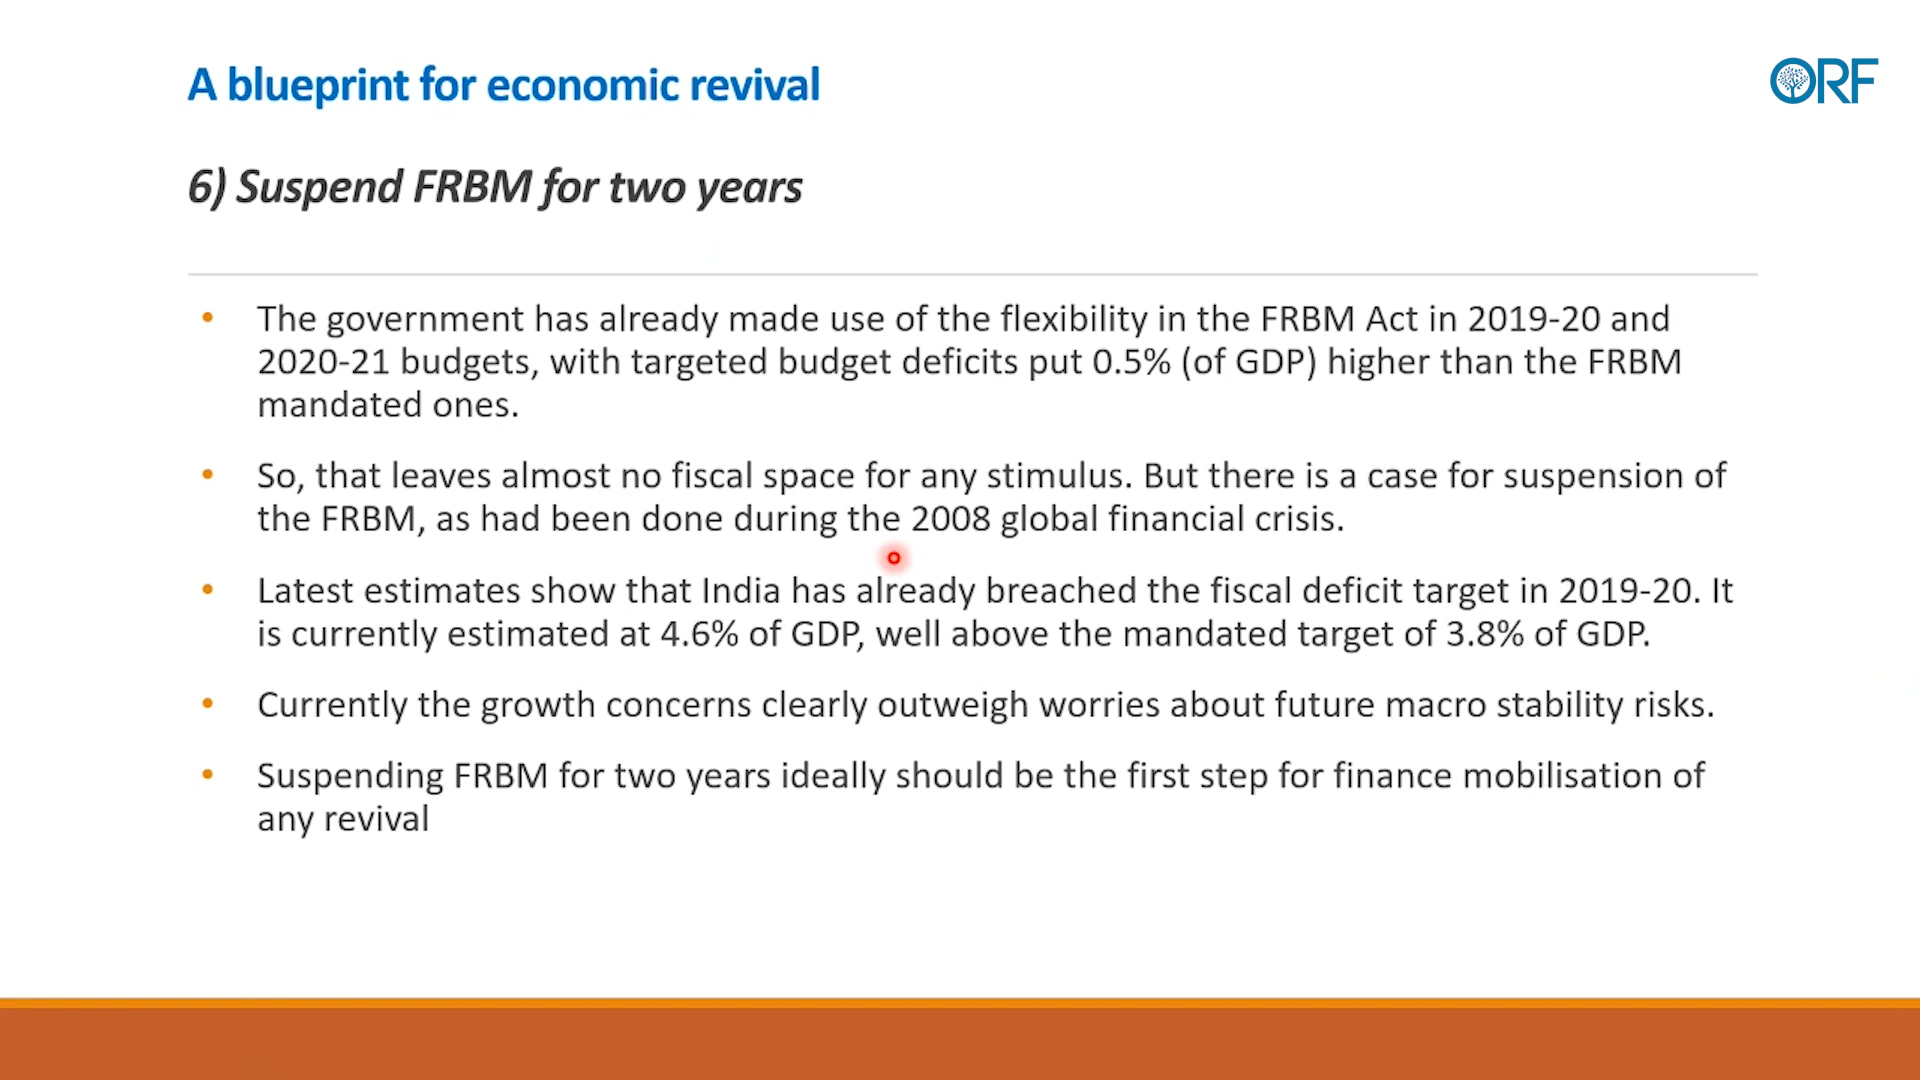 A blueprint for economic revival
ORF
6) Suspend FRBM for two years
• The government has already made use of the flexibility in the FRBM Act in 2019-20 and
2020-21 budgets, with targeted budget deficits put 0.5% (of GDP) higher than the FRBM
mandated ones.
• So, that leaves almost no fiscal space for any stimulus. But there is a case for suspension of
the FRBM, as had been done during the 2008 global financial crisis.
• Latest estimates show that India has already breached the fiscal deficit target in 2019-20. It
is currently estimated at 4.6% of GDP, well above the mandated target of 3.8% of GDP.
• Currently the growth concerns clearly outweigh worries about future macro stability risks.
• Suspending FRBM for two years ideally should be the first step for finance mobilisation of
any revival